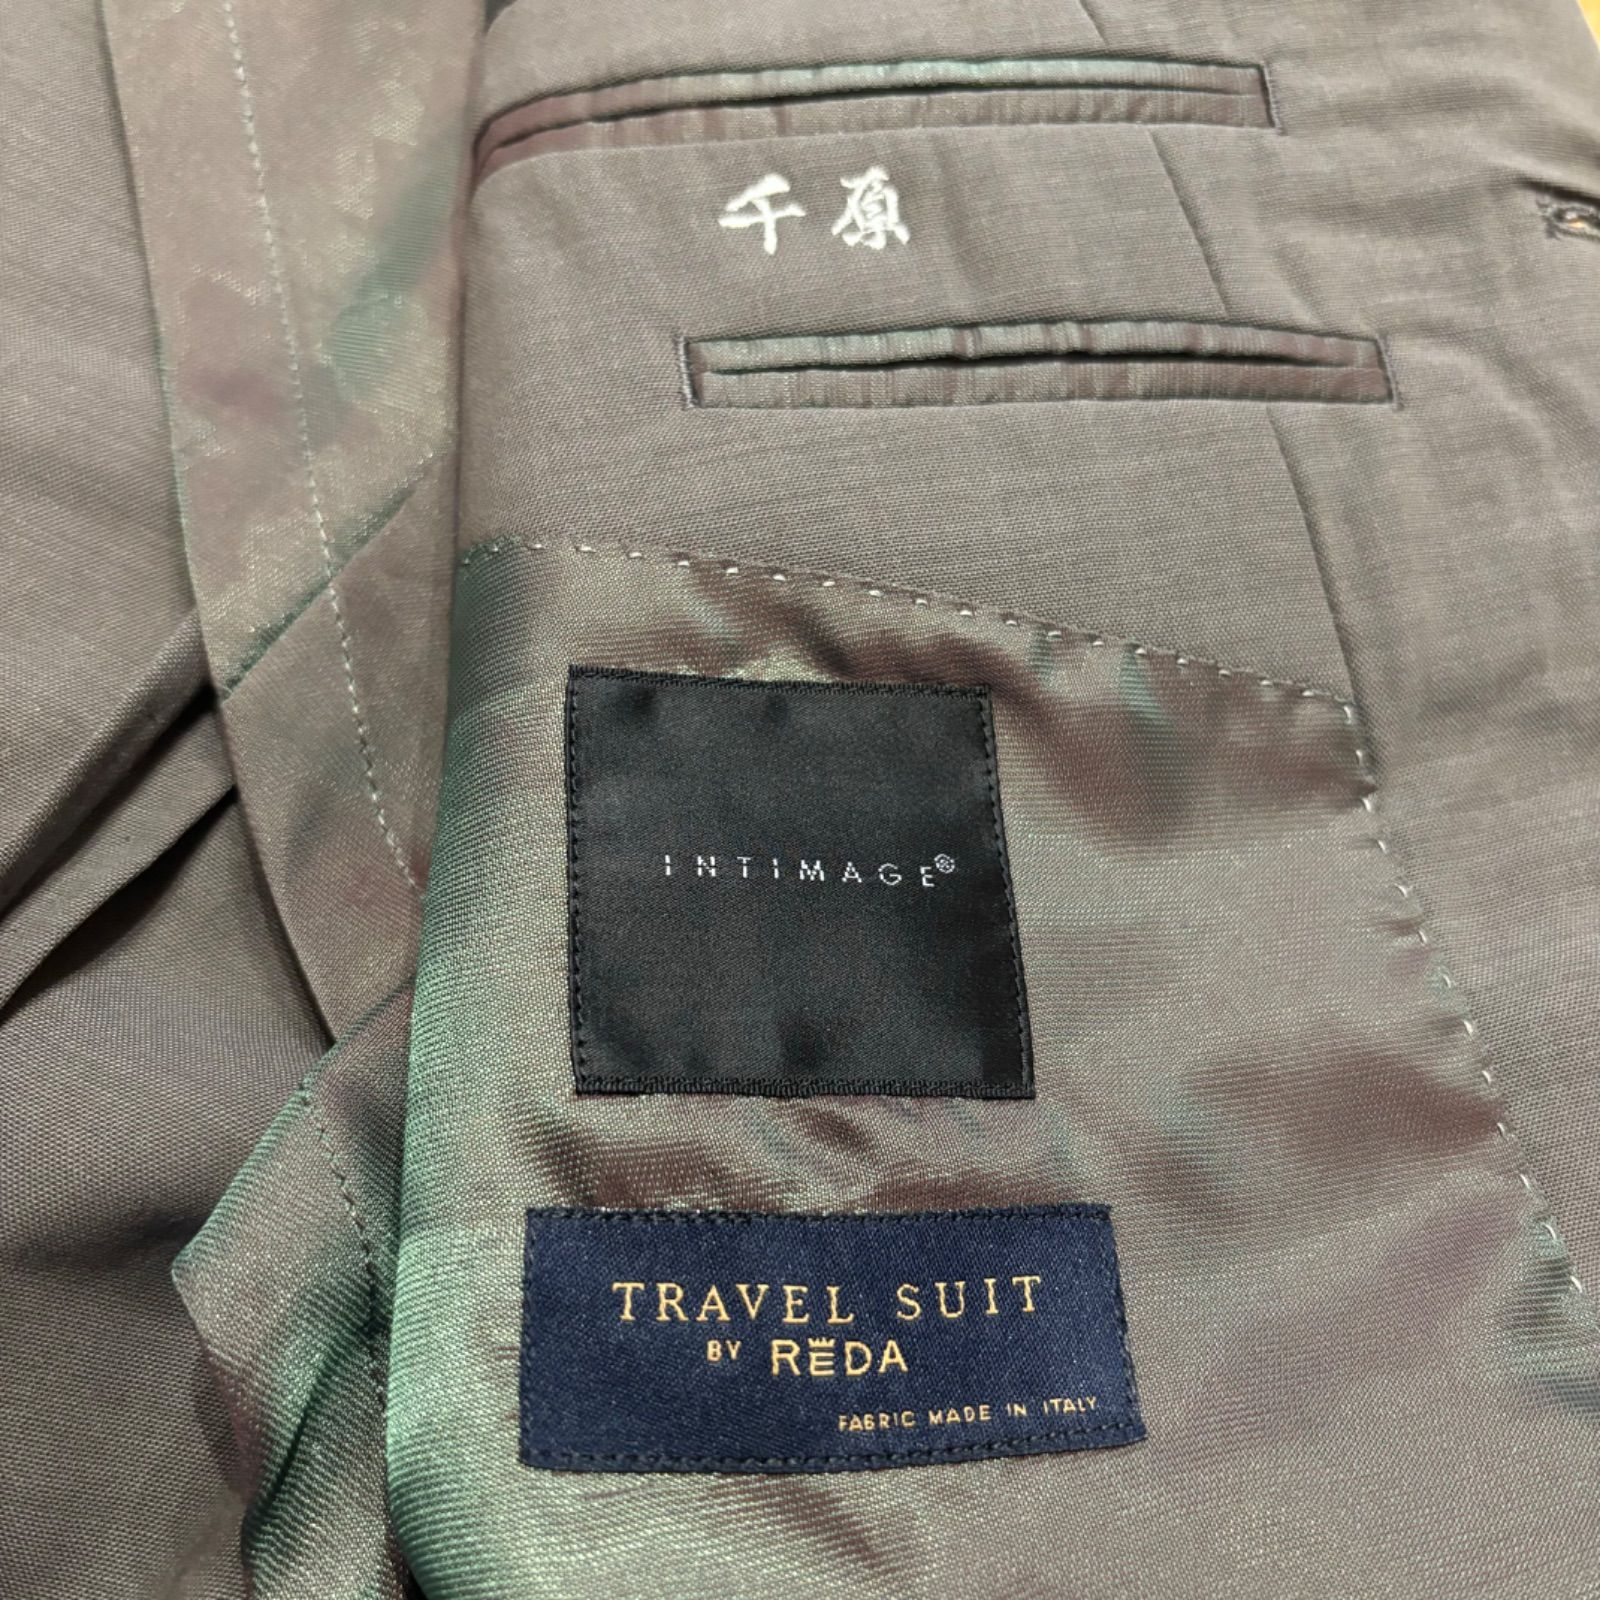 千原
INTIMAGE®
TRAVEL SUIT
BY REDA
FABRIC MADE IN ITALY